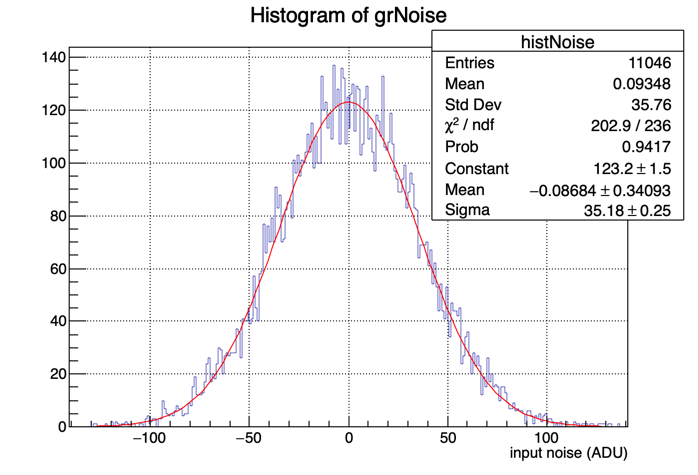 Histogram of grNoise
histNoise
Entries 11046
Mean 0.09348
Std Dev 35.76
χ² / ndf 202.9 / 236
Prob 0.9417
Constant 123.2 ± 1.5
Mean −0.08684 ± 0.34093
Sigma 35.18 ± 0.25
140
120
100
80
60
40
20
0
−100 −50 0 50 100
input noise (ADU)